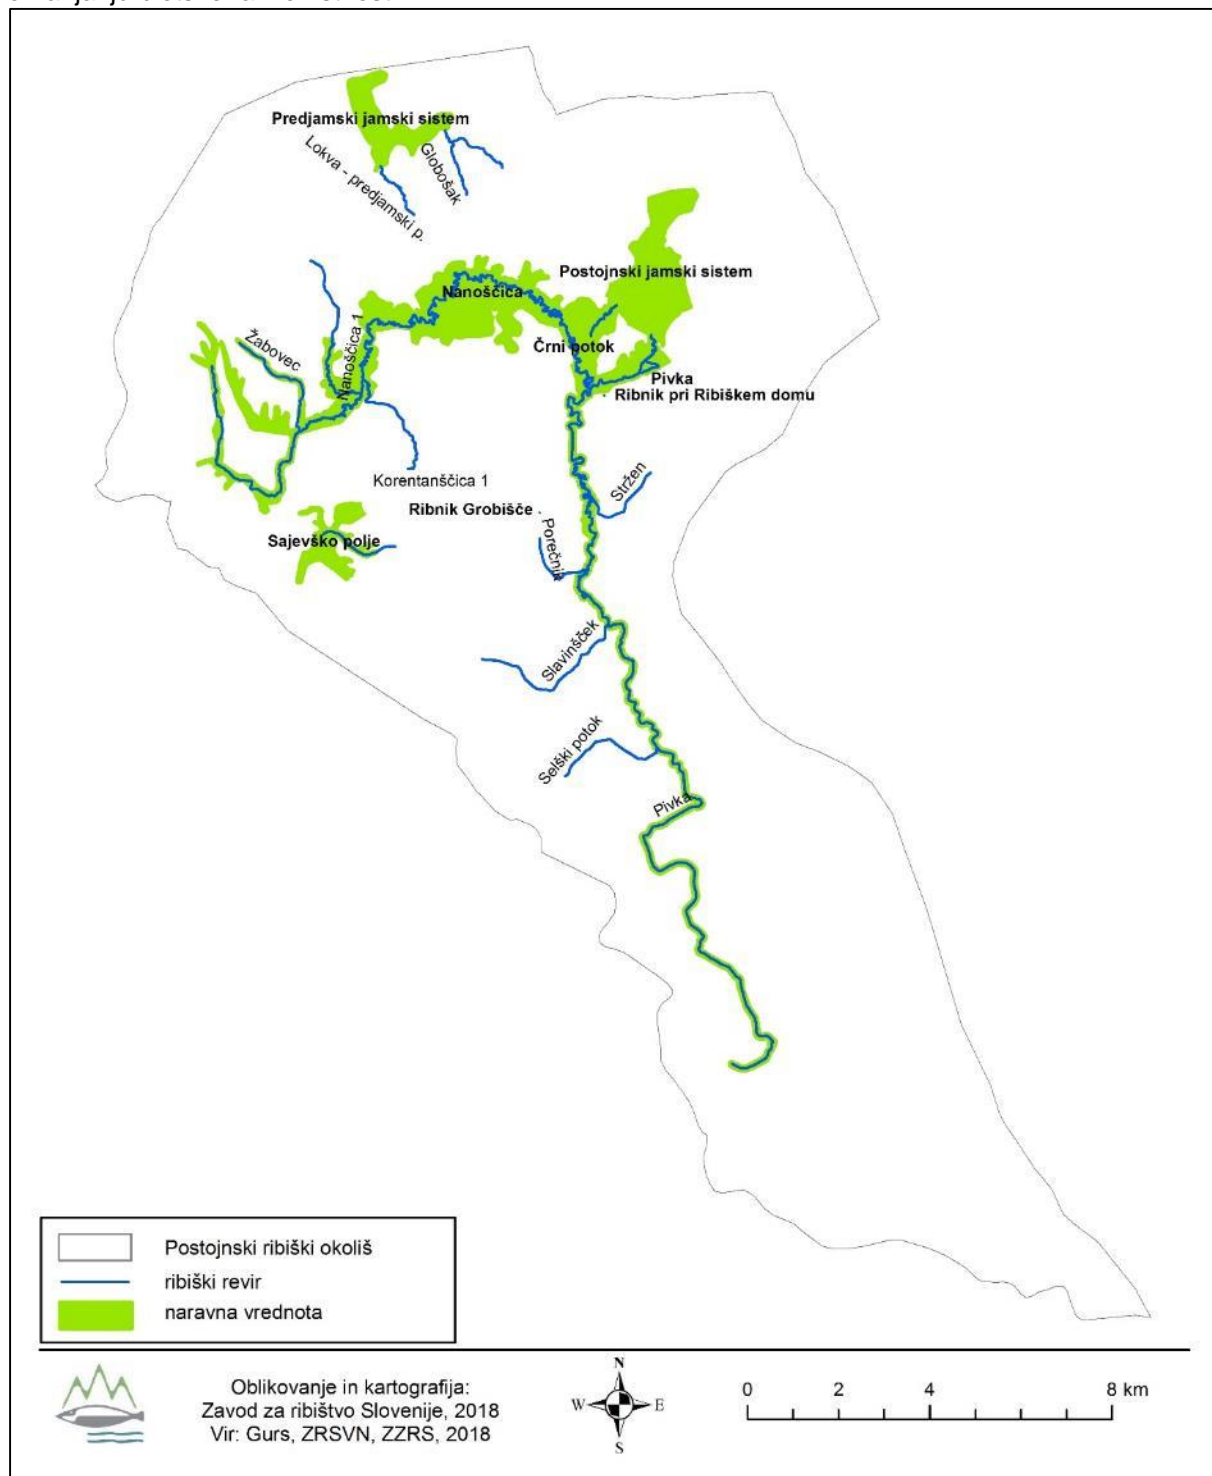 Predjamski jamski sistem
Globošak
Lokva - predjamski p.
Postojnski jamski sistem
Nanoščica
Nanoščica 1
Črni potok
Žabovec
Pivka
Ribnik pri Ribiškem domu
Korentanščica 1
Stržen
Ribnik Grobišče
Porečnik
Sajevško polje
Slavinšček
Selški potok
Pivka
Postojnski ribiški okoliš
ribiški revir
naravna vrednota
Oblikovanje in kartografija:
Zavod za ribištvo Slovenije, 2018
Vir: Gurs, ZRSVN, ZZRS, 2018
N
W E
S
0 2 4 8 km